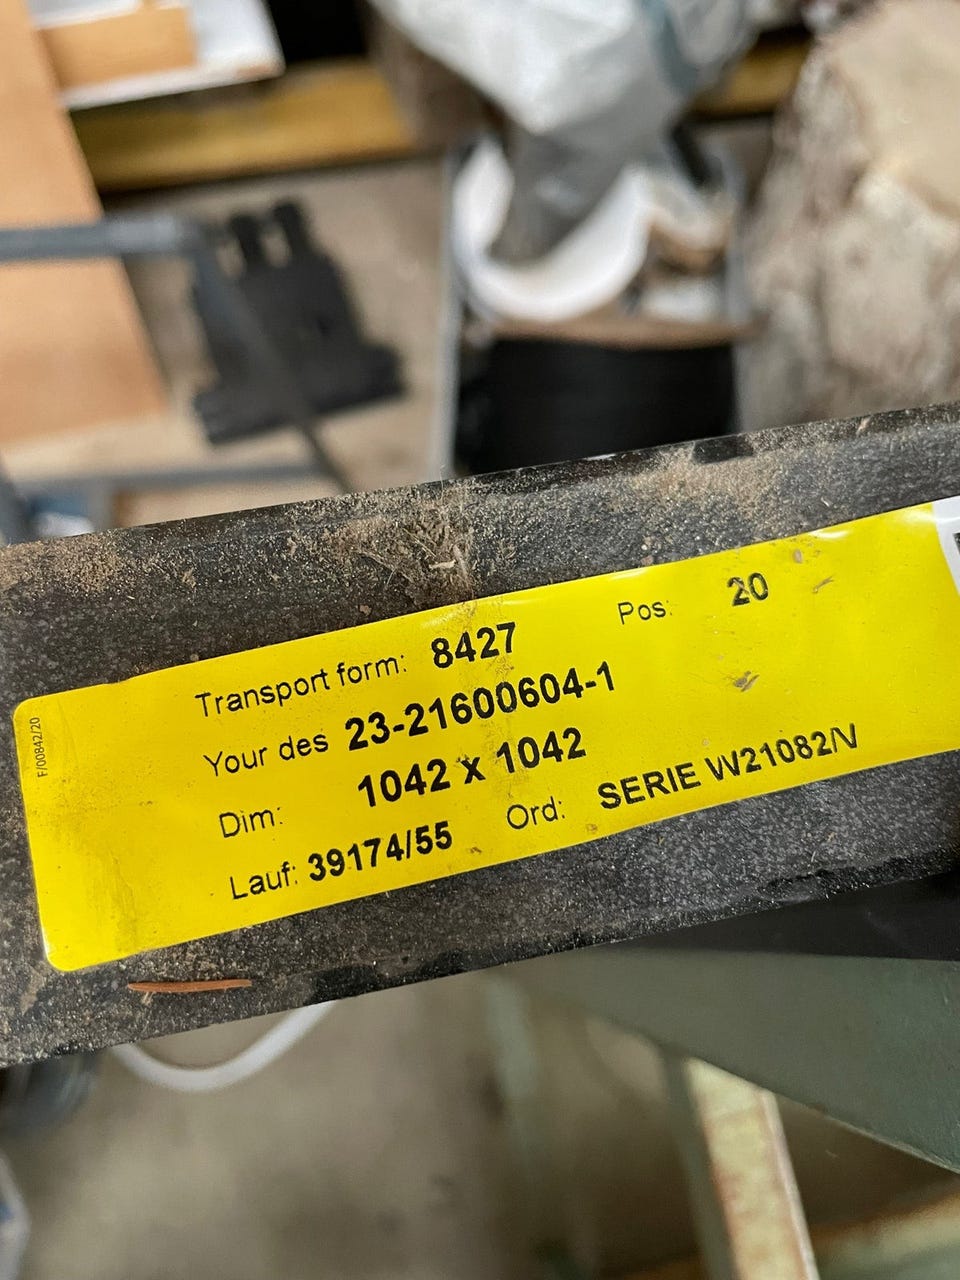 Transport form: 8427 Pos: 20
Your des 23-21600604-1
Dim: 1042 x 1042
Lauf: 39174/55 Ord: SERIE W21082/V
F/00842/20